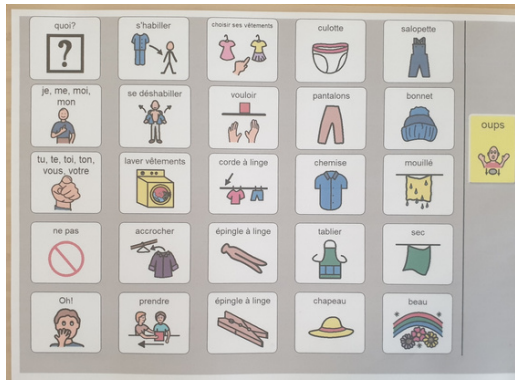 quoi?
s'habiller
choisir ses vêtements
culotte
salopette
je, me, moi,
mon
se déshabiller
vouloir
pantalons
bonnet
oups
tu, te, toi, ton,
vous, votre
laver vêtements
corde à linge
chemise
mouillé
ne pas
accrocher
épingle à linge
tablier
sec
Oh!
prendre
épingle à linge
chapeau
beau